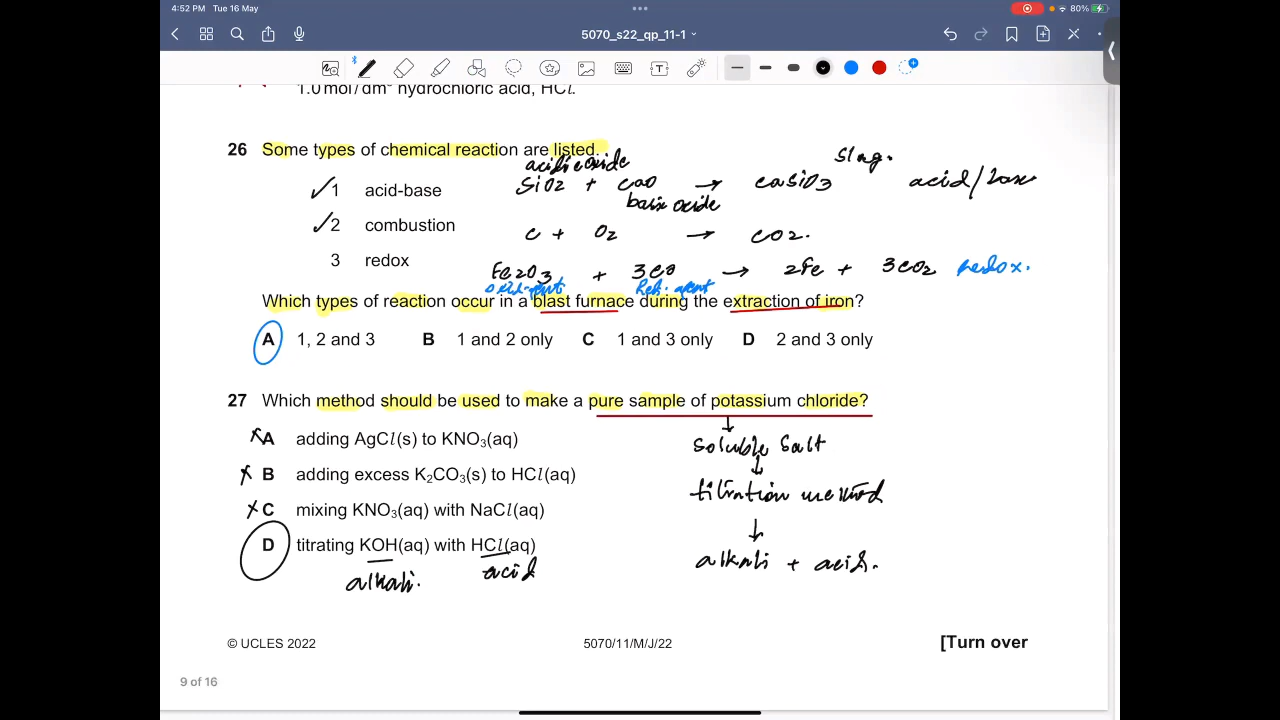 4:52 PM Tue 16 May
80%
5070_s22_qp_11-1
T
1.0 mol/dm³ hydrochloric acid, HCl.
26 Some types of chemical reaction are listed.
acidic oxide
slag.
1 acid-base SiO2 + CaO → CaSiO3 acid/base
basic oxide
2 combustion C + O2 → CO2.
3 redox Fe2O3 + 3CO → 2Fe + 3CO2 redox.
agent Red. agent
Which types of reaction occur in a blast furnace during the extraction of iron?
A 1, 2 and 3 B 1 and 2 only C 1 and 3 only D 2 and 3 only
27 Which method should be used to make a pure sample of potassium chloride?
A adding AgCl(s) to KNO₃(aq) soluble salt
B adding excess K₂CO₃(s) to HCl(aq) titration method
C mixing KNO₃(aq) with NaCl(aq)
D titrating KOH(aq) with HCl(aq) alkali + acid.
alkali. acid
© UCLES 2022 5070/11/M/J/22 [Turn over
9 of 16